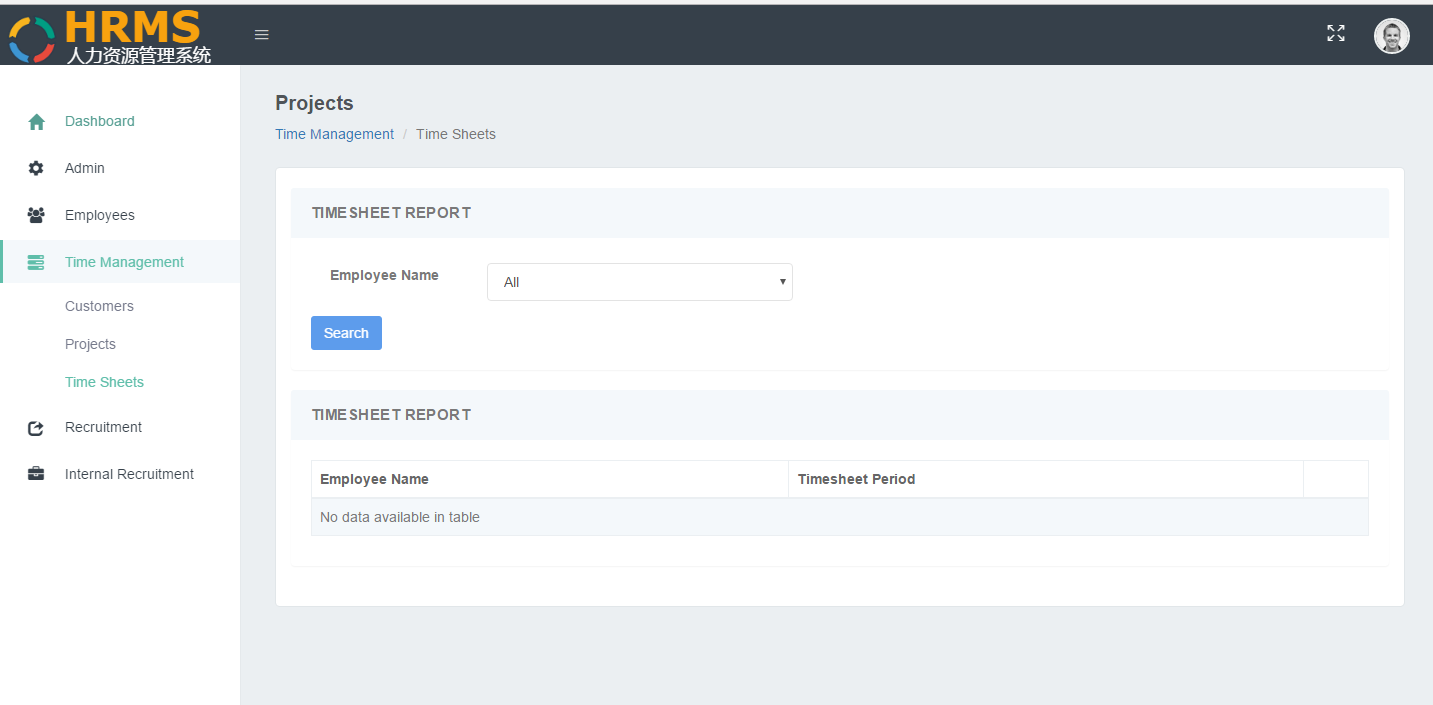 HRMS
人力资源管理系统
Dashboard
Admin
Employees
Time Management
Customers
Projects
Time Sheets
Recruitment
Internal Recruitment
Projects
Time Management / Time Sheets
TIMESHEET REPORT
Employee Name All
Search
TIMESHEET REPORT
Employee Name Timesheet Period
No data available in table